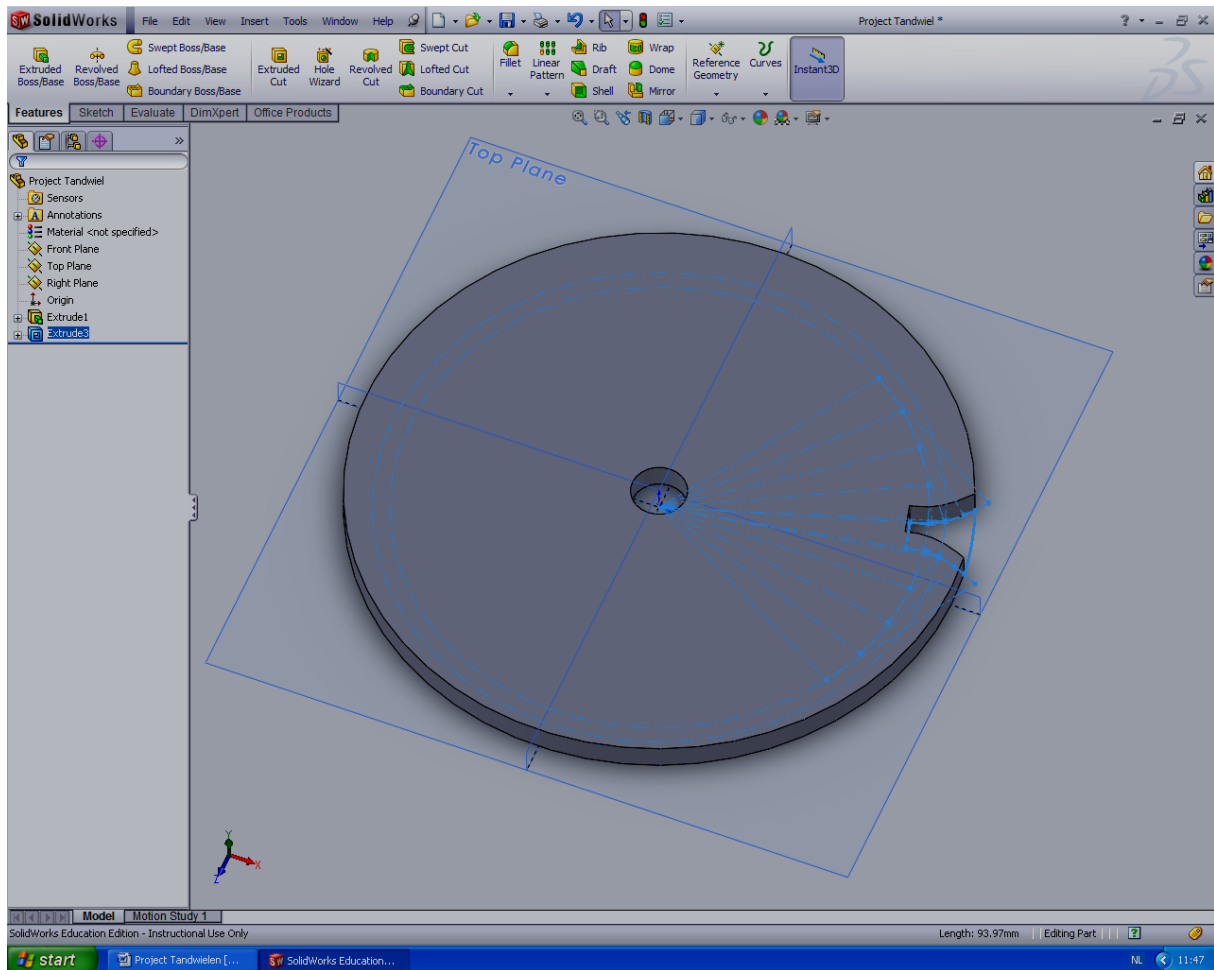 SolidWorks File Edit View Insert Tools Window Help Project Tandwiel *
Extruded Boss/Base
Revolved Boss/Base
Swept Boss/Base
Lofted Boss/Base
Boundary Boss/Base
Extruded Cut
Hole Wizard
Revolved Cut
Swept Cut
Lofted Cut
Boundary Cut
Fillet
Linear Pattern
Rib
Draft
Shell
Wrap
Dome
Mirror
Reference Geometry
Curves
Instant3D
Features Sketch Evaluate DimXpert Office Products
Project Tandwiel
Sensors
Annotations
Material <not specified>
Front Plane
Top Plane
Right Plane
Origin
Extrude1
Extrude3
Top Plane
Y
X
Z
Model Motion Study 1
SolidWorks Education Edition - Instructional Use Only Length: 93.97mm Editing Part
start Project Tandwielen [... SolidWorks Education... NL 11:47